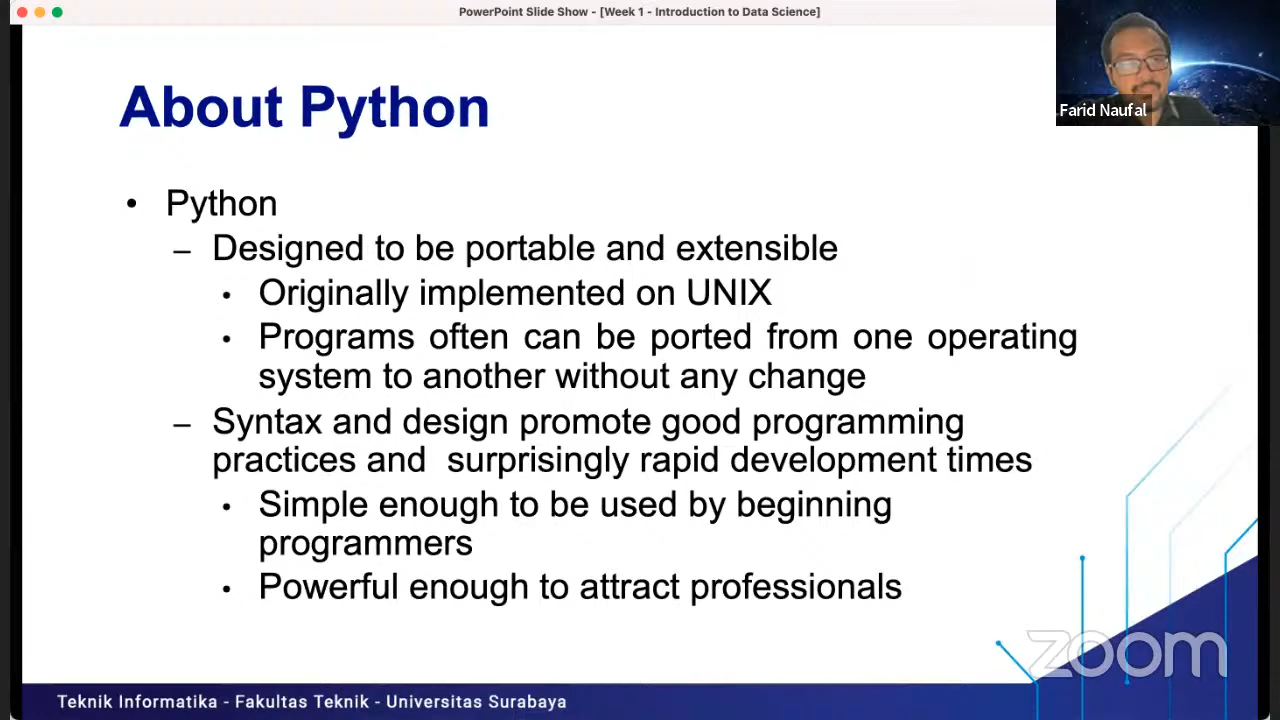 PowerPoint Slide Show - [Week 1 - Introduction to Data Science]
Farid Naufal
About Python
• Python
– Designed to be portable and extensible
• Originally implemented on UNIX
• Programs often can be ported from one operating
system to another without any change
– Syntax and design promote good programming
practices and  surprisingly rapid development times
• Simple enough to be used by beginning
programmers
• Powerful enough to attract professionals
zoom
Teknik Informatika - Fakultas Teknik - Universitas Surabaya